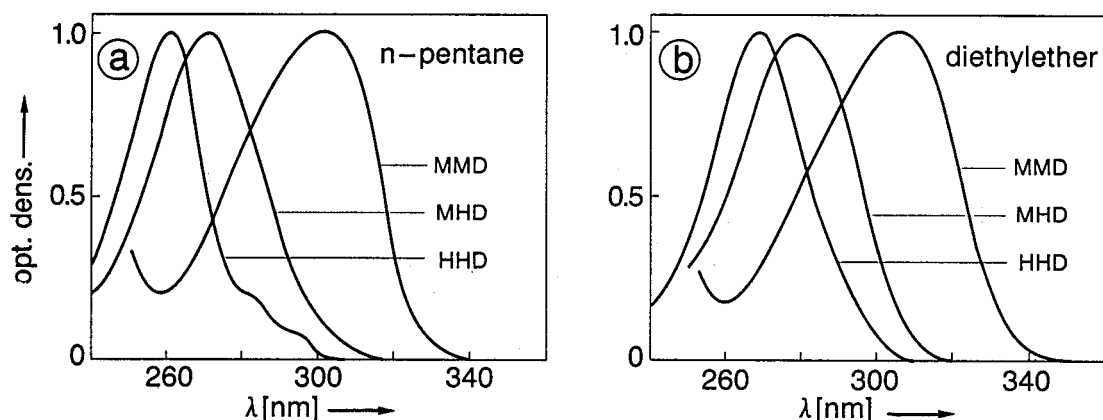 a
n-pentane
opt. dens.
1.0
0.5
0
MMD
MHD
HHD
260
300
340
λ[nm]
b
diethylether
1.0
0.5
0
MMD
MHD
HHD
260
300
340
λ[nm]